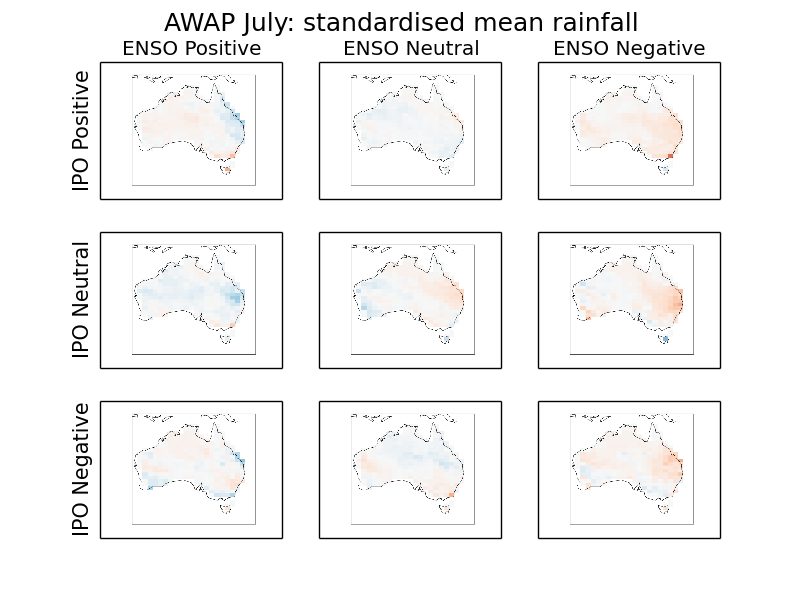 AWAP July: standardised mean rainfall
ENSO Positive
ENSO Neutral
ENSO Negative
IPO Positive
IPO Neutral
IPO Negative